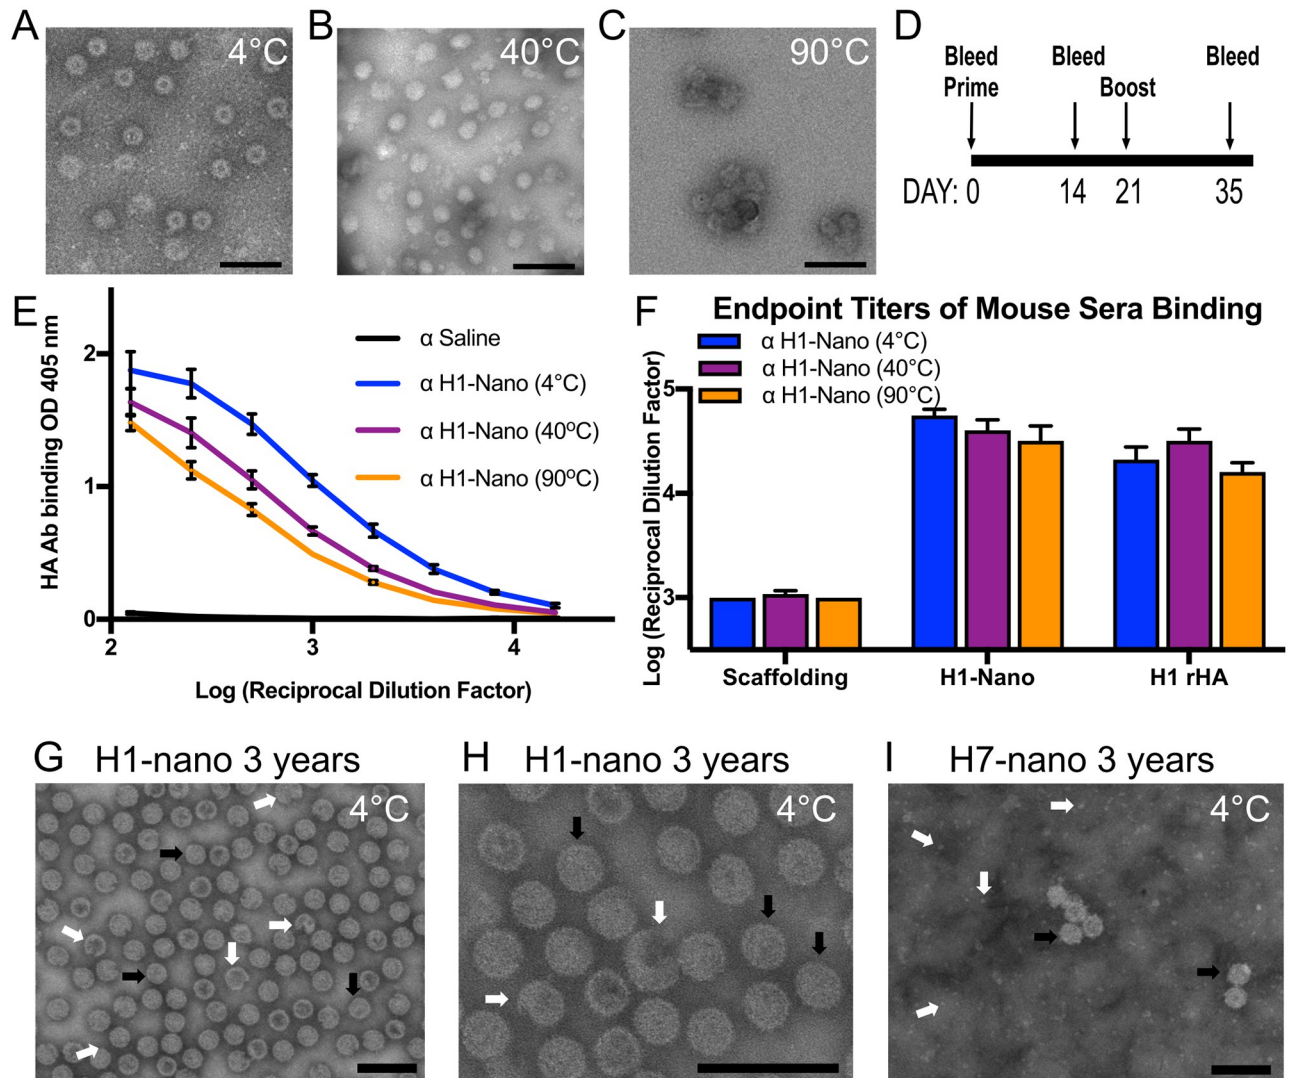 A
4°C
B
40°C
C
90°C
D
Bleed Bleed Bleed
Prime Boost
DAY: 0 14 21 35
E
HA Ab binding OD 405 nm
2
1
0
2 3 4
Log (Reciprocal Dilution Factor)
α Saline
α H1-Nano (4°C)
α H1-Nano (40ºC)
α H1-Nano (90ºC)
F
Endpoint Titers of Mouse Sera Binding
α H1-Nano (4°C)
α H1-Nano (40°C)
α H1-Nano (90°C)
Log (Reciprocal Dilution Factor)
5
4
3
Scaffolding H1-Nano H1 rHA
G H1-nano 3 years
4°C
H H1-nano 3 years
4°C
I H7-nano 3 years
4°C